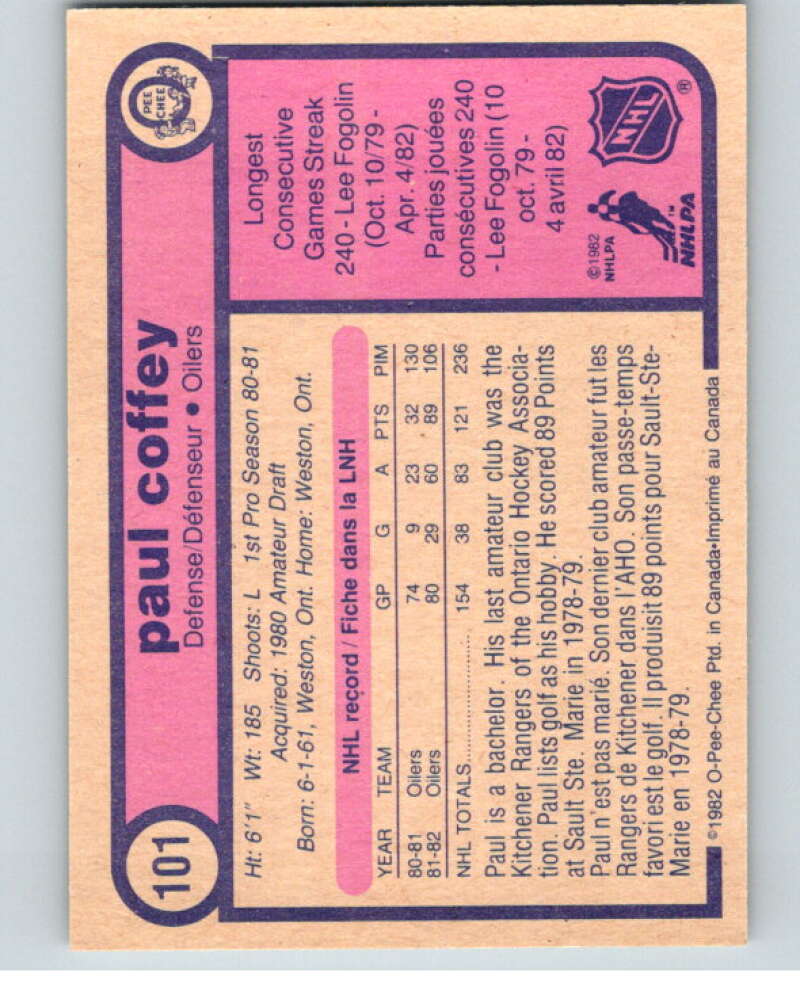 101
paul coffey
Defense/Défenseur • Oilers
O PEE CHEE
Ht: 6'1" Wt: 185 Shoots: L 1st Pro Season 80-81
Acquired: 1980 Amateur Draft
Born: 6-1-61, Weston, Ont. Home: Weston, Ont.
NHL record / Fiche dans la LNH
YEAR TEAM GP G A PTS PIM
80-81 Oilers 74 9 23 32 130
81-82 Oilers 80 29 60 89 106
NHL TOTALS 154 38 83 121 236
Paul is a bachelor. His last amateur club was the
Kitchener Rangers of the Ontario Hockey Associa-
tion. Paul lists golf as his hobby. He scored 89 Points
at Sault Ste. Marie in 1978-79.
Paul n'est pas marié. Son dernier club amateur fut les
Rangers de Kitchener dans l'AHO. Son passe-temps
favori est le golf. Il produisit 89 points pour Sault-Ste-
Marie en 1978-79.
©1982 O-Pee-Chee Ptd. in Canada•Imprimé au Canada
Longest
Consecutive
Games Streak
240 - Lee Fogolin
(Oct. 10/79 -
Apr. 4/82)
Parties jouées
consécutives 240
- Lee Fogolin (10
oct. 79 -
4 avril 82)
©1982
NHLPA
NHLPA™
NHL®